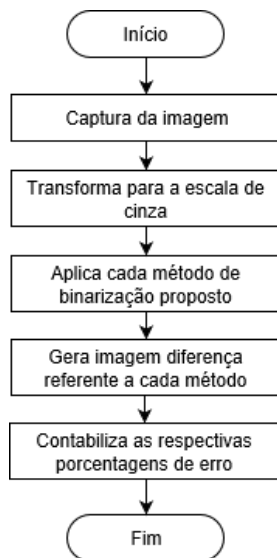 Início
Captura da imagem
Transforma para a escala de
cinza
Aplica cada método de
binarização proposto
Gera imagem diferença
referente a cada método
Contabiliza as respectivas
porcentagens de erro
Fim